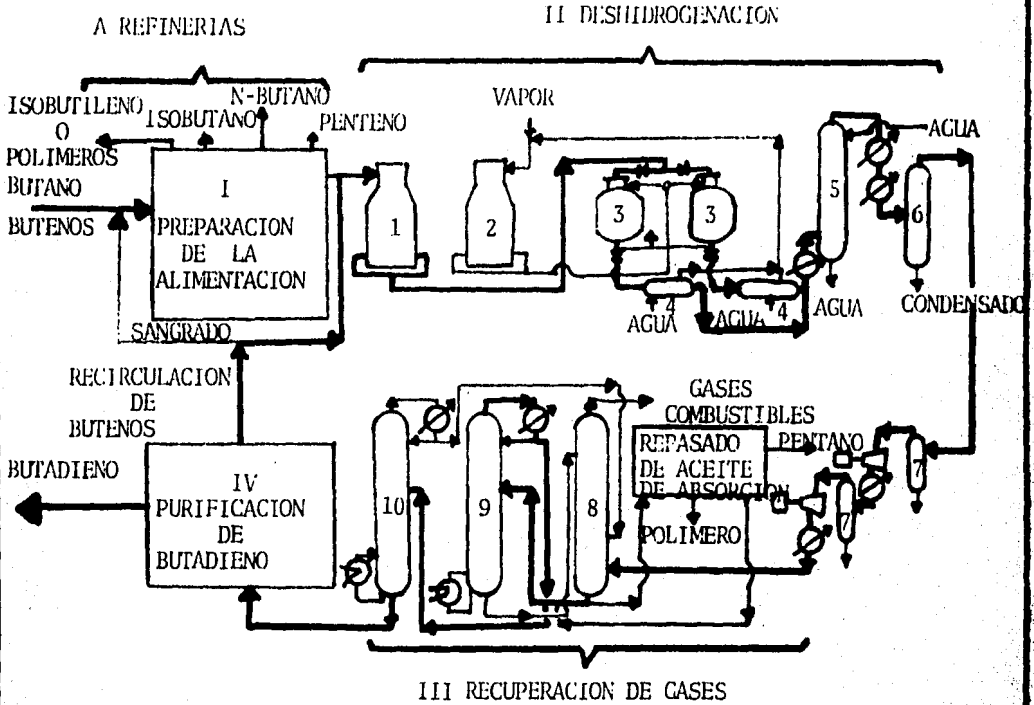 II DESHIDROGENACION
A REFINERIAS
ISOBUTILENO
O
POLIMEROS
ISOBUTANO
N-BUTANO
PENTENO
BUTANO
BUTENOS
I
PREPARACION
DE LA
ALIMENTACION
SANGRADO
1
2
VAPOR
3
3
4
4
AGUA
AGUA
AGUA
5
AGUA
6
CONDENSADO
RECIRCULACION
DE
BUTENOS
BUTADIENO
IV
PURIFICACION
DE
BUTADIENO
10
9
8
GASES
COMBUSTIBLES
REPASADO
DE ACEITE
DE ABSORCION
PENTANO
POLIMERO
7
7
III RECUPERACION DE GASES